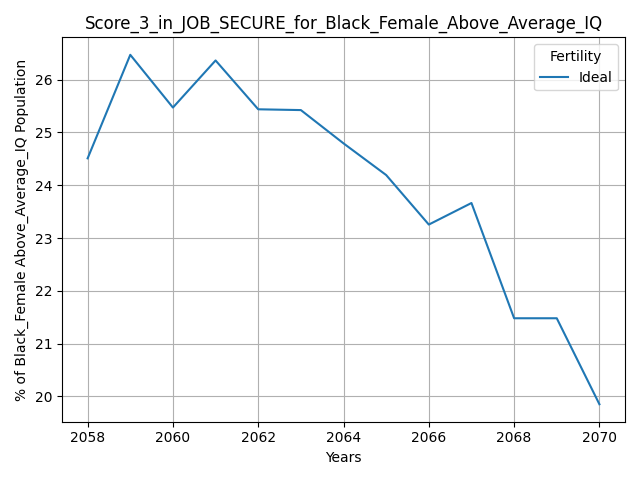 Score_3_in_JOB_SECURE_for_Black_Female_Above_Average_IQ
Fertility
Ideal
% of Black_Female Above_Average_IQ Population
26
25
24
23
22
21
20
2058
2060
2062
2064
2066
2068
2070
Years